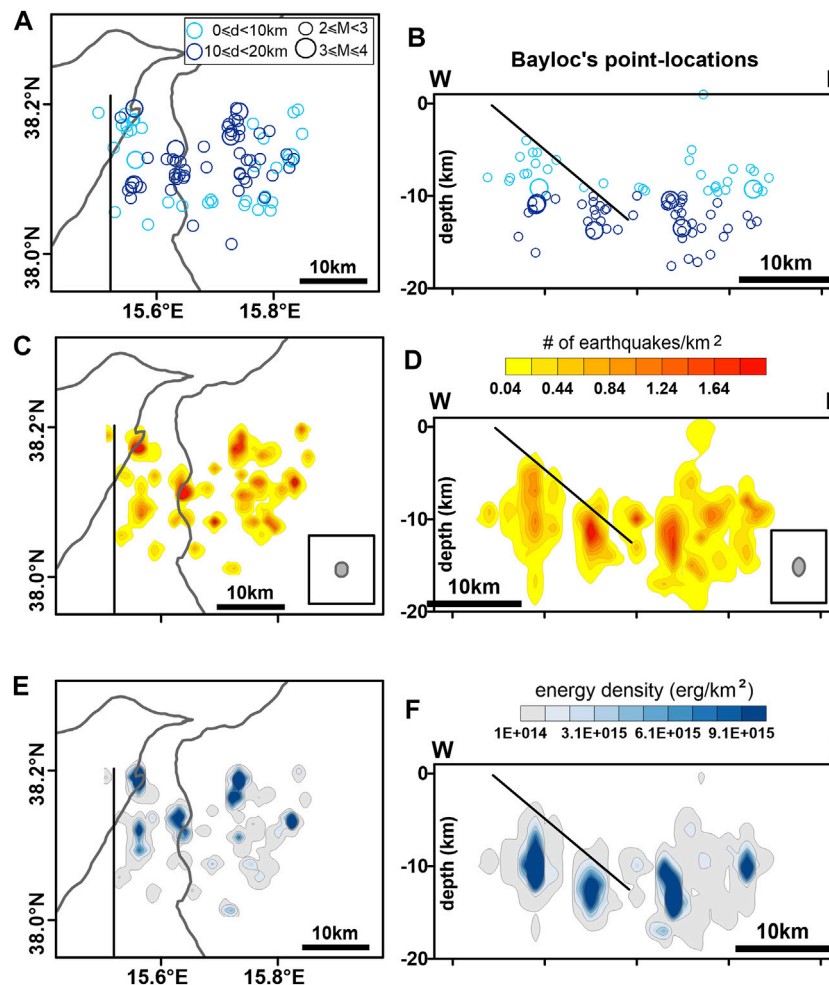 A
0⩽d<10km 2⩽M<3
10⩽d<20km 3⩽M⩽4
38.2°N
38.0°N
10km
15.6°E 15.8°E
B
Bayloc's point-locations
W
0
-10
-20
depth (km)
10km
C
38.2°N
38.0°N
10km
D
# of earthquakes/km²
0.04 0.44 0.84 1.24 1.64
W
0
-10
-20
depth (km)
10km
E
38.2°N
38.0°N
10km
15.6°E 15.8°E
F
energy density (erg/km²)
1E+014 3.1E+015 6.1E+015 9.1E+015
W
0
-10
-20
depth (km)
10km